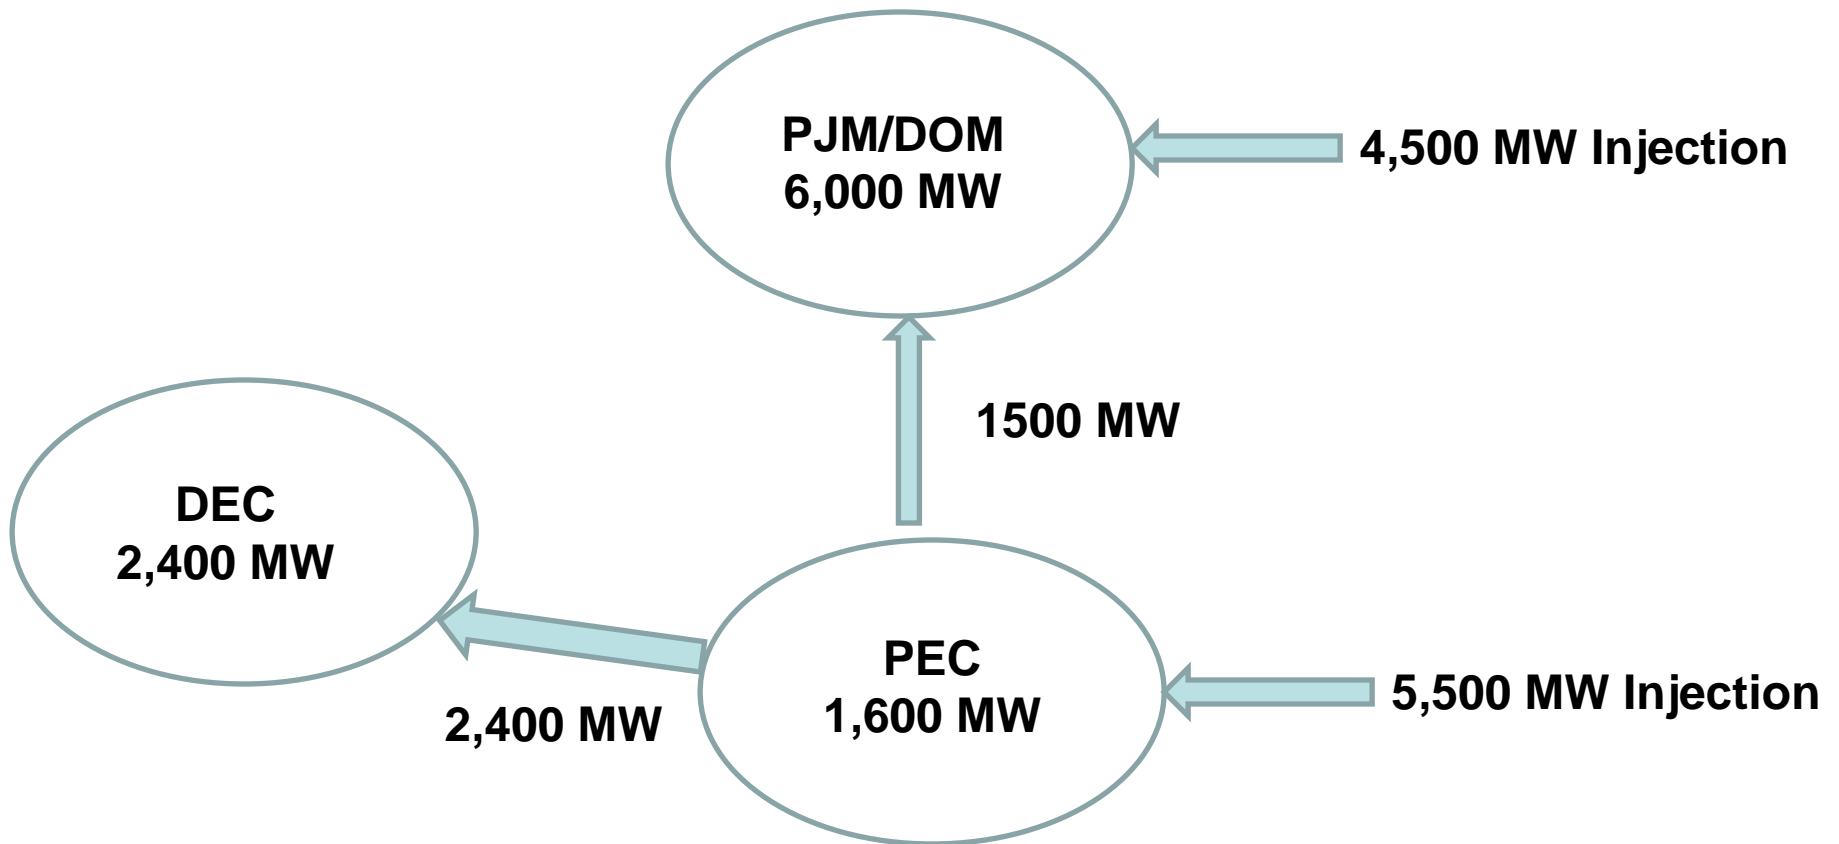 PJM/DOM
6,000 MW
4,500 MW Injection
1500 MW
DEC
2,400 MW
2,400 MW
PEC
1,600 MW
5,500 MW Injection